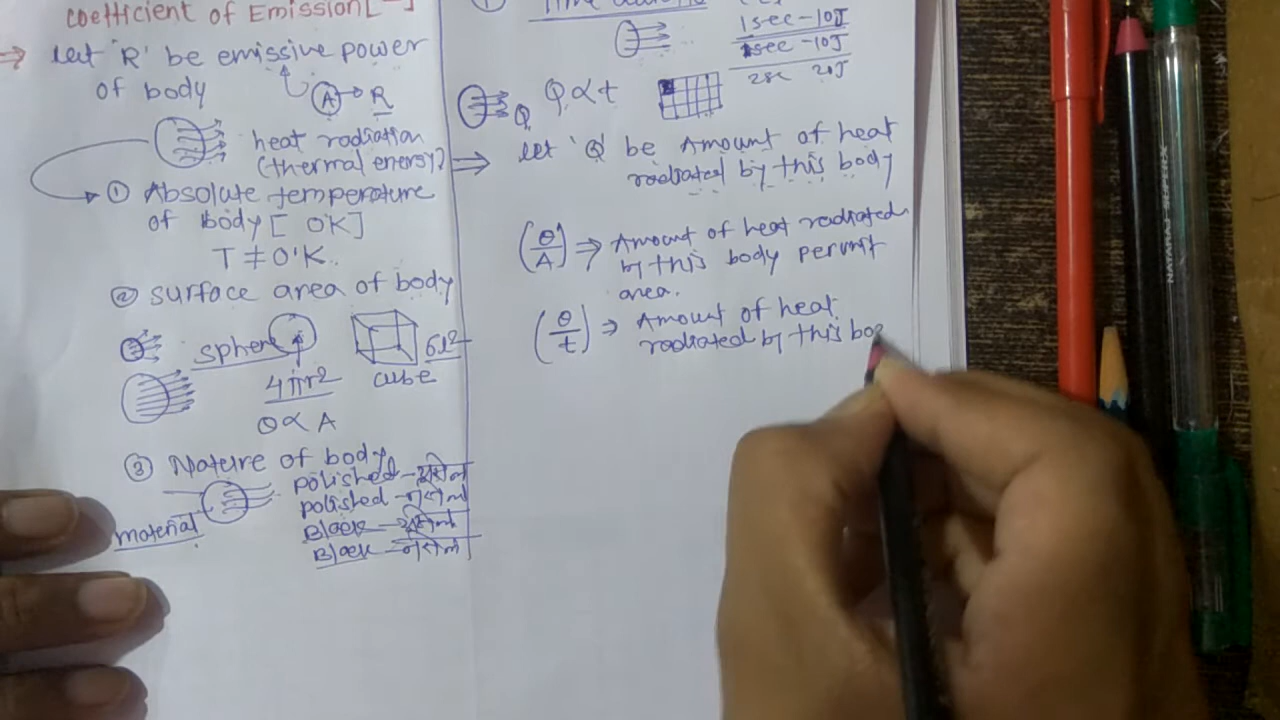 coefficient of Emission[
⇒ let 'R' be emissive power
of body
A → R
heat radiation
(thermal energy)
① Absolute temperature
of body [ OK]
T ≠ O'K.
② surface area of body
sphere r
4πr²
6l²
cube
Q ∝ A
③ Nature of body
material
polished -
polished -
Black -
Black -
①
1sec - 10J
1sec - 10J
2sec 20J
Q
Q ∝ t
⇒ let 'Q' be Amount of heat
radiated by this body
(Q/A) ⇒ Amount of heat radiated
by this body per unit
area.
(Q/t) ⇒ Amount of heat
radiated by this bo
NATARAJ